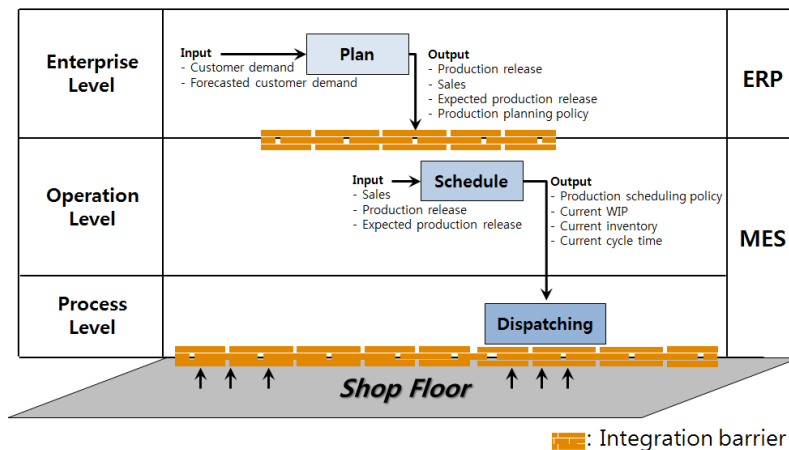 Enterprise
Level
Input
- Customer demand
- Forecasted customer demand
Plan
Output
- Production release
- Sales
- Expected production release
- Production planning policy
ERP
Operation
Level
Input
- Sales
- Production release
- Expected production release
Schedule
Output
- Production scheduling policy
- Current WIP
- Current inventory
- Current cycle time
MES
Process
Level
Dispatching
Shop Floor
: Integration barrier